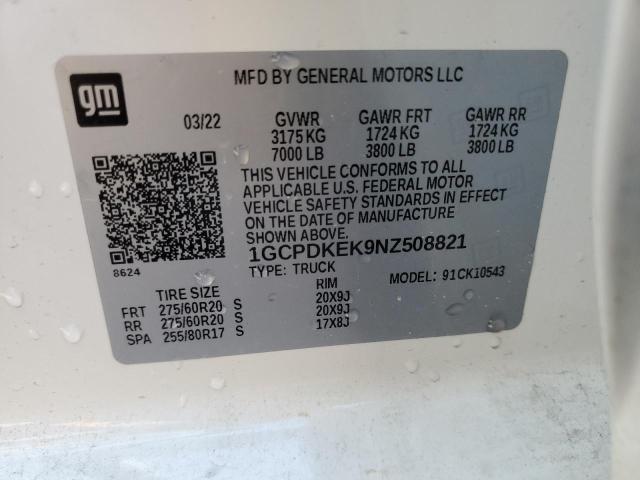 gm
MFD BY GENERAL MOTORS LLC
03/22 GVWR GAWR FRT GAWR RR
3175 KG 1724 KG 1724 KG
7000 LB 3800 LB 3800 LB
THIS VEHICLE CONFORMS TO ALL
APPLICABLE U.S. FEDERAL MOTOR
VEHICLE SAFETY STANDARDS IN EFFECT
ON THE DATE OF MANUFACTURE
SHOWN ABOVE.
1GCPDKEK9NZ508821
8624
TYPE: TRUCK MODEL: 91CK10543
TIRE SIZE RIM
FRT 275/60R20 S 20X9J
RR 275/60R20 S 20X9J
SPA 255/80R17 S 17X8J